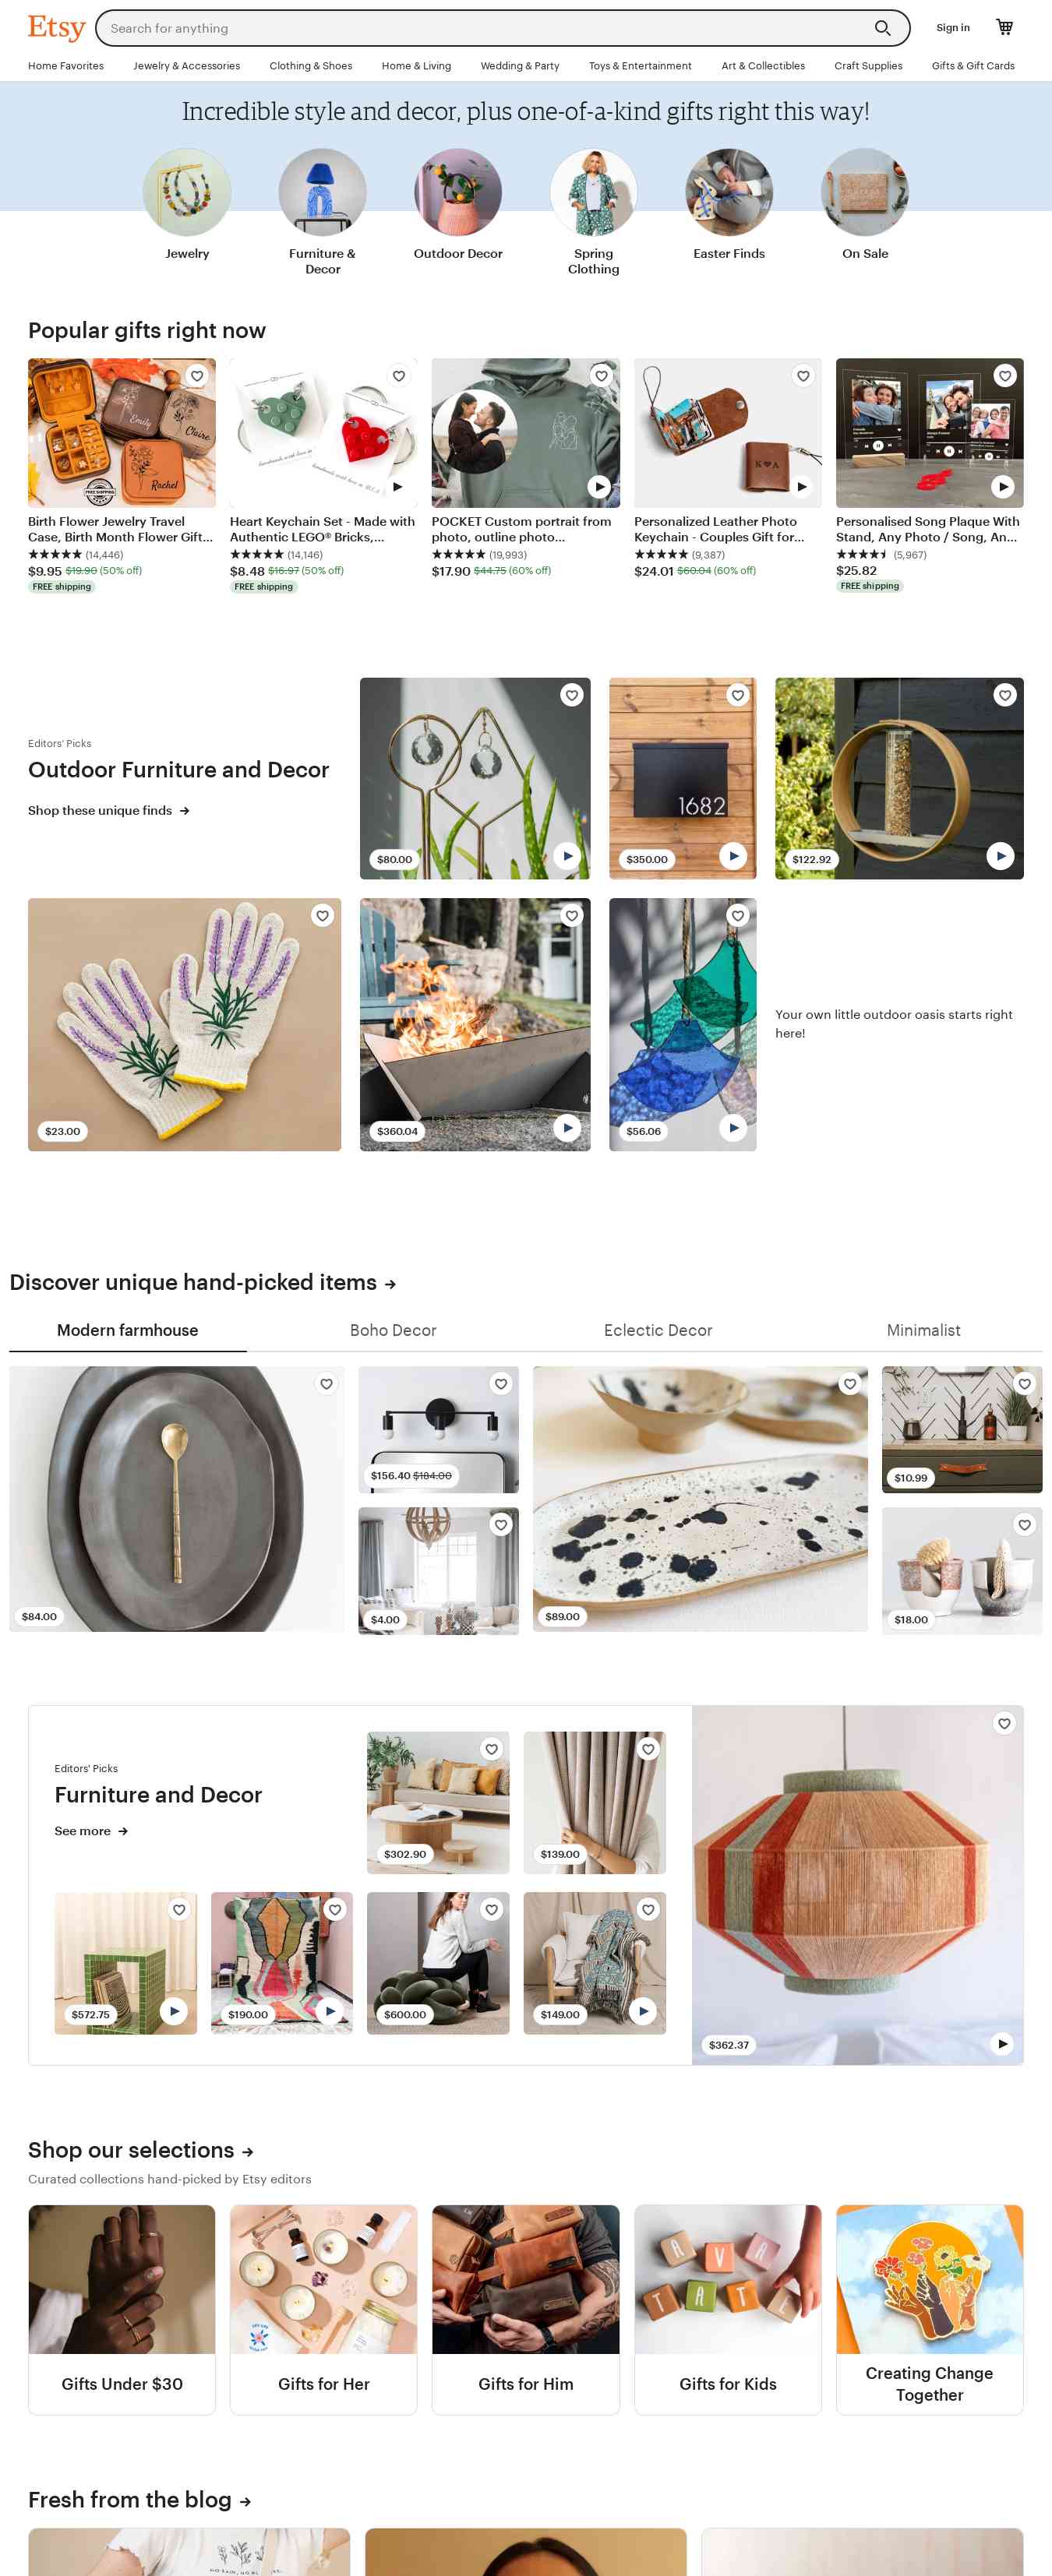 Etsy
Search for anything
Sign in
Home Favorites
Jewelry & Accessories
Clothing & Shoes
Home & Living
Wedding & Party
Toys & Entertainment
Art & Collectibles
Craft Supplies
Gifts & Gift Cards
Incredible style and decor, plus one-of-a-kind gifts right this way!
Jewelry
Furniture &
Decor
Outdoor Decor
Spring
Clothing
Easter Finds
On Sale
Popular gifts right now
Emily
Claire
Rachel
FREE SHIPPING
Birth Flower Jewelry Travel
Case, Birth Month Flower Gift...
(14,446)
$9.95 $19.90 (50% off)
FREE shipping
handmade with love in
handmade with love in
Heart Keychain Set - Made with
Authentic LEGO® Bricks,...
(14,146)
$8.48 $16.97 (50% off)
FREE shipping
POCKET Custom portrait from
photo, outline photo...
(19,993)
$17.90 $44.75 (60% off)
K♥A
Personalized Leather Photo
Keychain - Couples Gift for...
(9,387)
$24.01 $60.04 (60% off)
Personalised Song Plaque With
Stand, Any Photo / Song, An...
(5,967)
$25.82
FREE shipping
Editors' Picks
Outdoor Furniture and Decor
Shop these unique finds
$80.00
1682
$350.00
$122.92
$23.00
$360.04
$56.06
Your own little outdoor oasis starts right
here!
Discover unique hand-picked items
Modern farmhouse
Boho Decor
Eclectic Decor
Minimalist
$84.00
$156.40 $184.00
$4.00
$89.00
$10.99
$18.00
Editors' Picks
Furniture and Decor
See more
$302.90
$139.00
$572.75
$190.00
$600.00
$149.00
$362.37
Shop our selections
Curated collections hand-picked by Etsy editors
Gifts Under $30
Gifts for Her
Gifts for Him
A V A
T A T E
Gifts for Kids
Creating Change
Together
Fresh from the blog
NO RAIN, NO